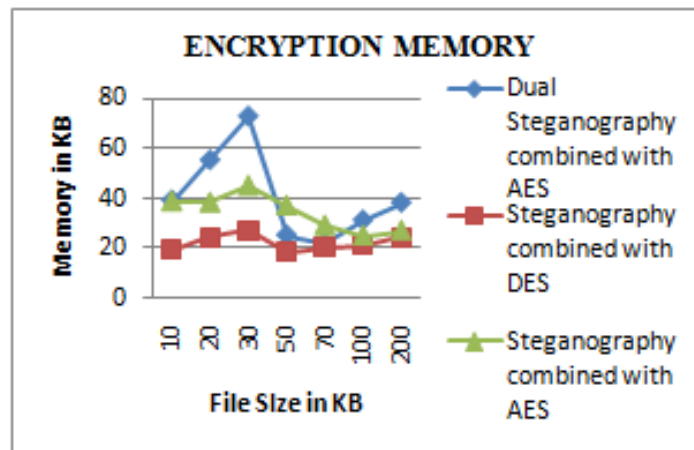 ENCRYPTION MEMORY
80
60
40
20
0
Memory in KB
10
20
30
50
70
100
200
File SIze in KB
Dual
Steganography
combined with
AES
Steganography
combined with
DES
Steganography
combined with
AES